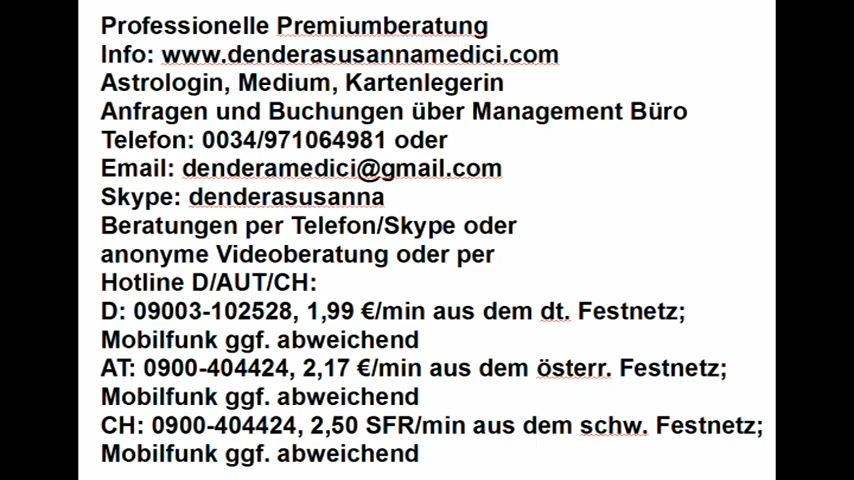 Professionelle Premiumberatung
Info: www.denderasusannamedici.com
Astrologin, Medium, Kartenlegerin
Anfragen und Buchungen über Management Büro
Telefon: 0034/971064981 oder
Email: denderamedici@gmail.com
Skype: denderasusanna
Beratungen per Telefon/Skype oder
anonyme Videoberatung oder per
Hotline D/AUT/CH:
D: 09003-102528, 1,99 €/min aus dem dt. Festnetz;
Mobilfunk ggf. abweichend
AT: 0900-404424, 2,17 €/min aus dem österr. Festnetz;
Mobilfunk ggf. abweichend
CH: 0900-404424, 2,50 SFR/min aus dem schw. Festnetz;
Mobilfunk ggf. abweichend